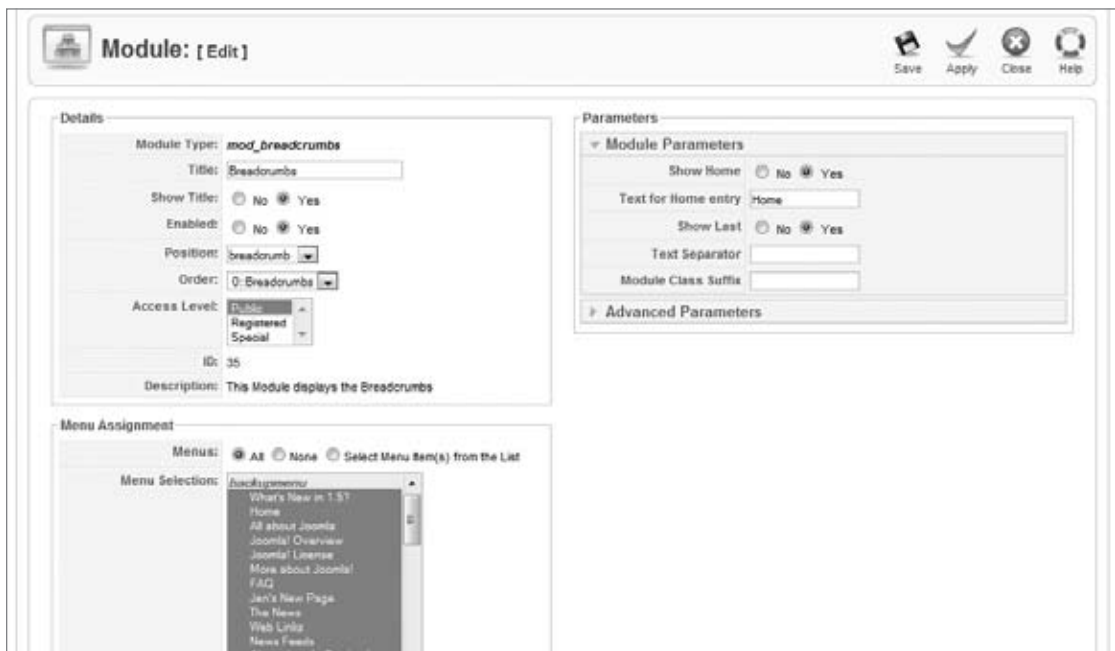 Module: [ Edit ]
Save
Apply
Close
Help
Details
Module Type: mod_breadcrumbs
Title: Breadcrumbs
Show Title: No Yes
Enabled: No Yes
Position: breadcrumb
Order: 0: Breadcrumbs
Access Level: Public
Registered
Special
ID: 35
Description: This Module displays the Breadcrumbs
Menu Assignment
Menus: All None Select Menu Item(s) from the List
Menu Selection: backupmenu
What's New in 1.5?
Home
All about Joomla
Joomla! Overview
Joomla! License
More about Joomla!
FAQ
Jen's New Page
The News
Web Links
News Feeds
Parameters
Module Parameters
Show Home No Yes
Text for Home entry Home
Show Last No Yes
Text Separator
Module Class Suffix
Advanced Parameters